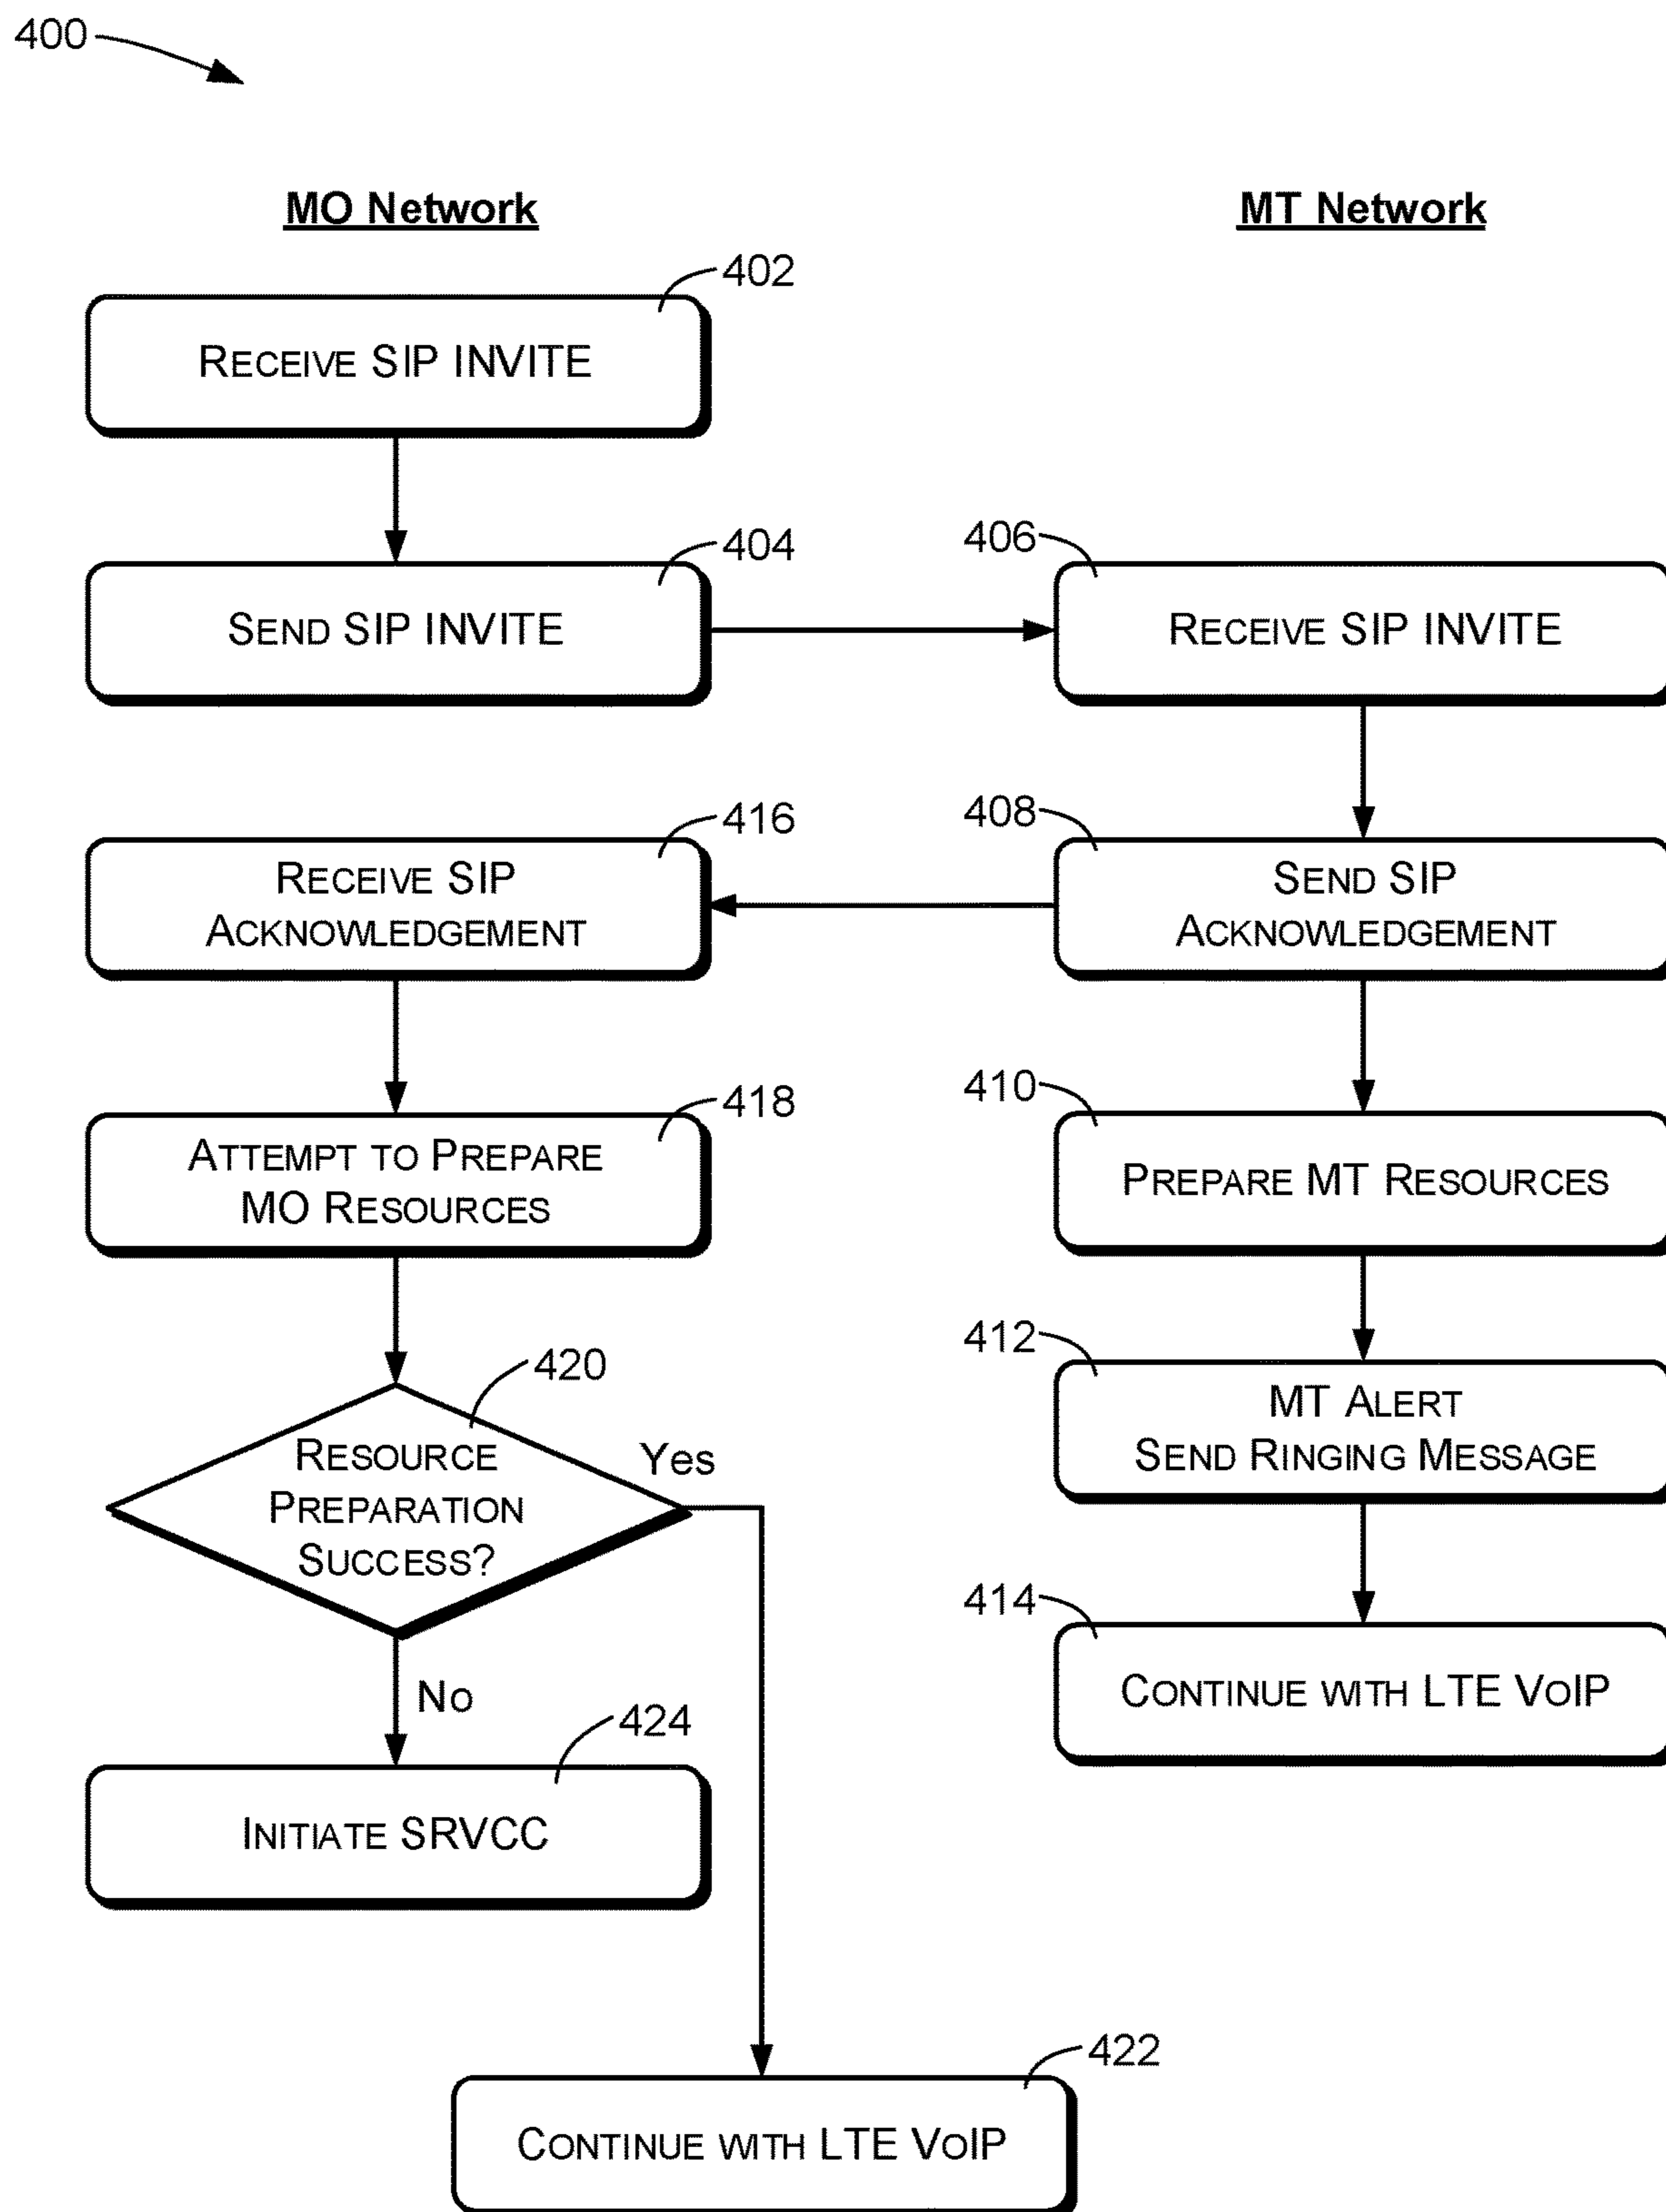 400
MO Network
MT Network
402
RECEIVE SIP INVITE
404
406
SEND SIP INVITE
RECEIVE SIP INVITE
416
408
RECEIVE SIP
ACKNOWLEDGEMENT
SEND SIP
ACKNOWLEDGEMENT
418
410
ATTEMPT TO PREPARE
MO RESOURCES
PREPARE MT RESOURCES
420
412
RESOURCE
PREPARATION
SUCCESS?
Yes
MT ALERT
SEND RINGING MESSAGE
414
No
CONTINUE WITH LTE VOIP
424
INITIATE SRVCC
422
CONTINUE WITH LTE VOIP